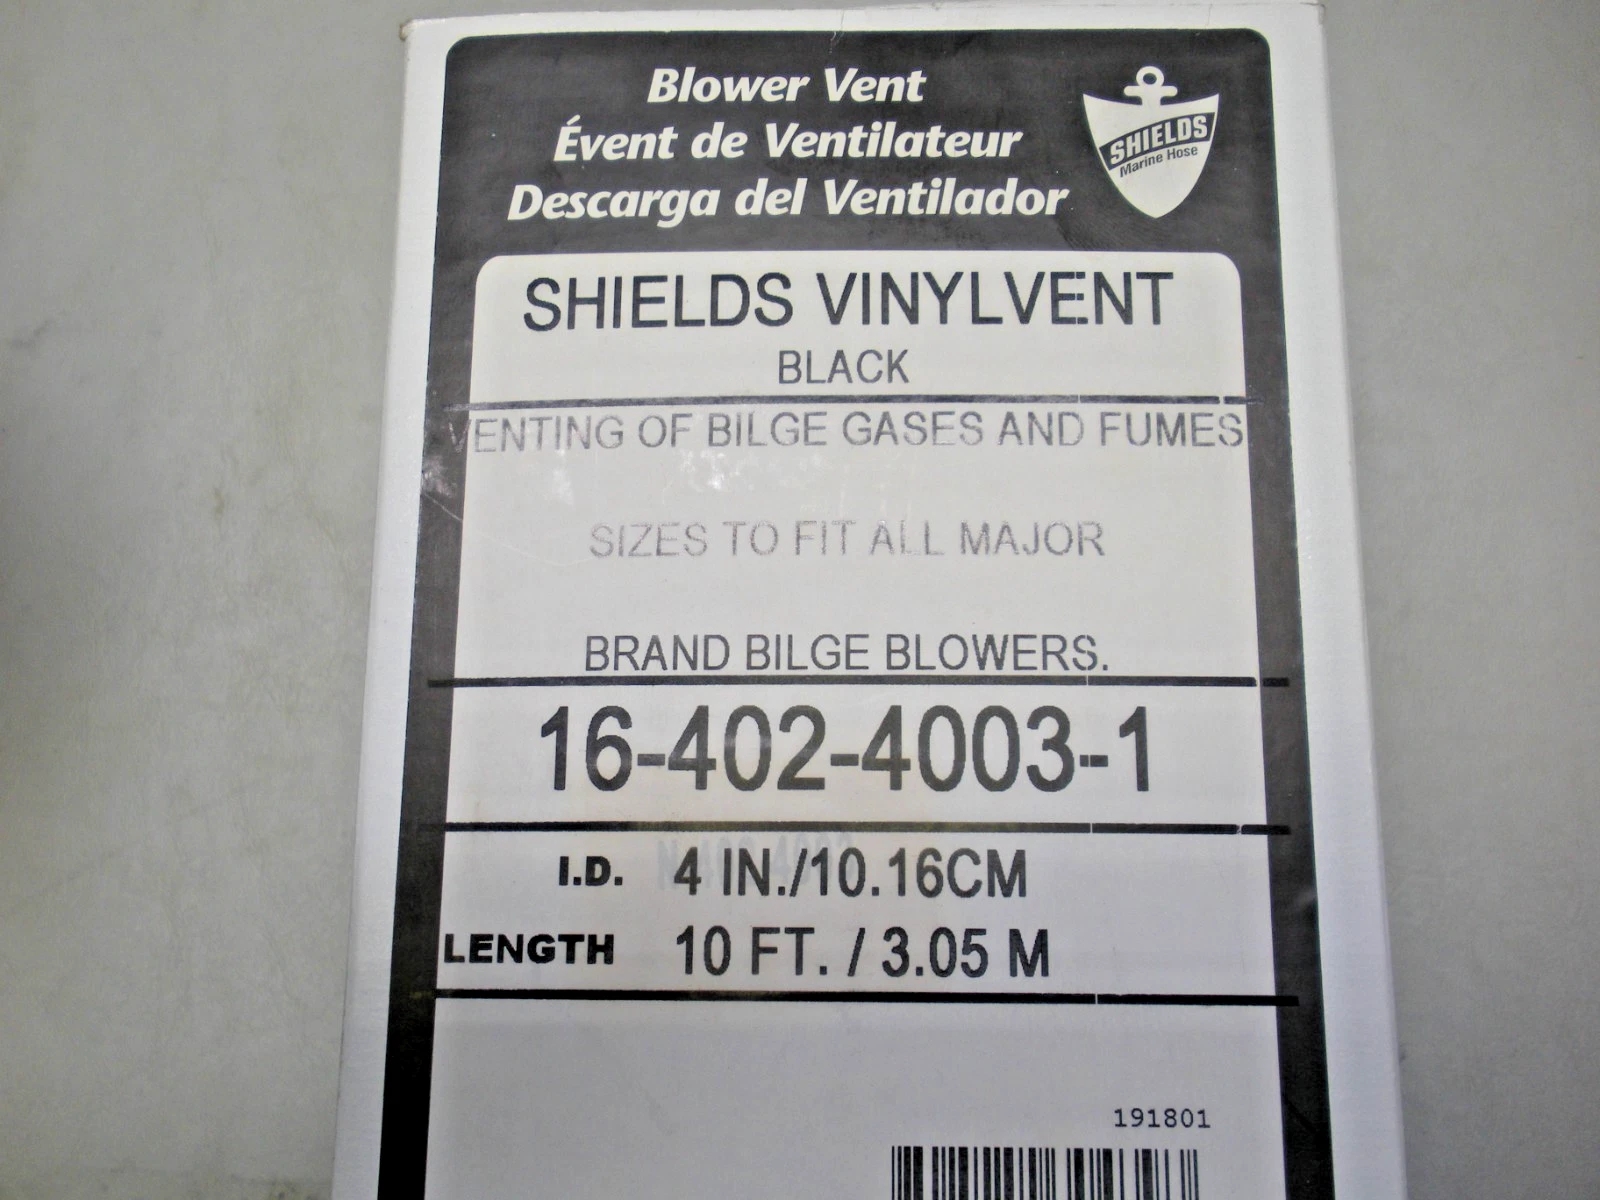 Blower Vent
Évent de Ventilateur
Descarga del Ventilador
SHIELDS
Marine Hose
SHIELDS VINYLVENT
BLACK
VENTING OF BILGE GASES AND FUMES
SIZES TO FIT ALL MAJOR
BRAND BILGE BLOWERS.
16-402-4003-1
I.D. 4 IN./10.16CM
LENGTH 10 FT. / 3.05 M
191801